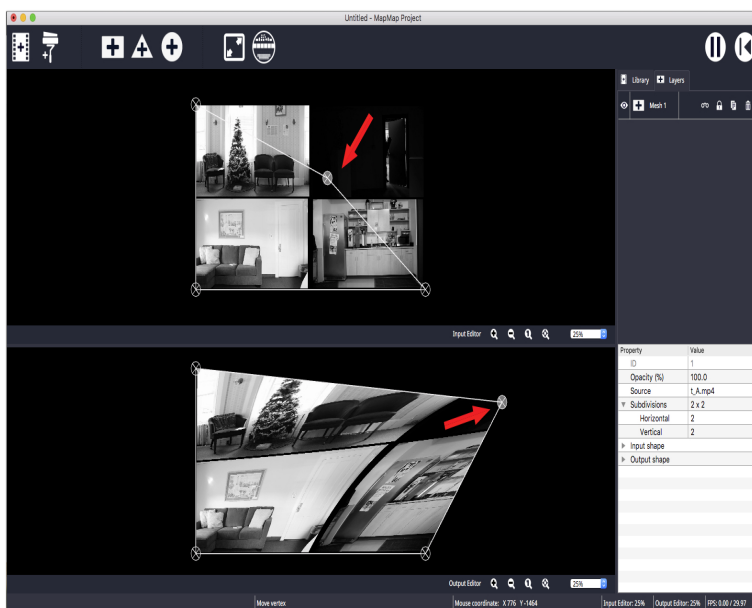 Untitled - MapMap Project
Library Layers
Mesh 1
Input Editor 25%
Property Value
ID 1
Opacity (%) 100.0
Source t_A.mp4
Subdivisions 2 x 2
Horizontal 2
Vertical 2
Input shape
Output shape
Output Editor 25%
Move vertex Mouse coordinate: X 776 Y -1464 Input Editor: 25% Output Editor: 25% FPS: 0.00 / 29.97